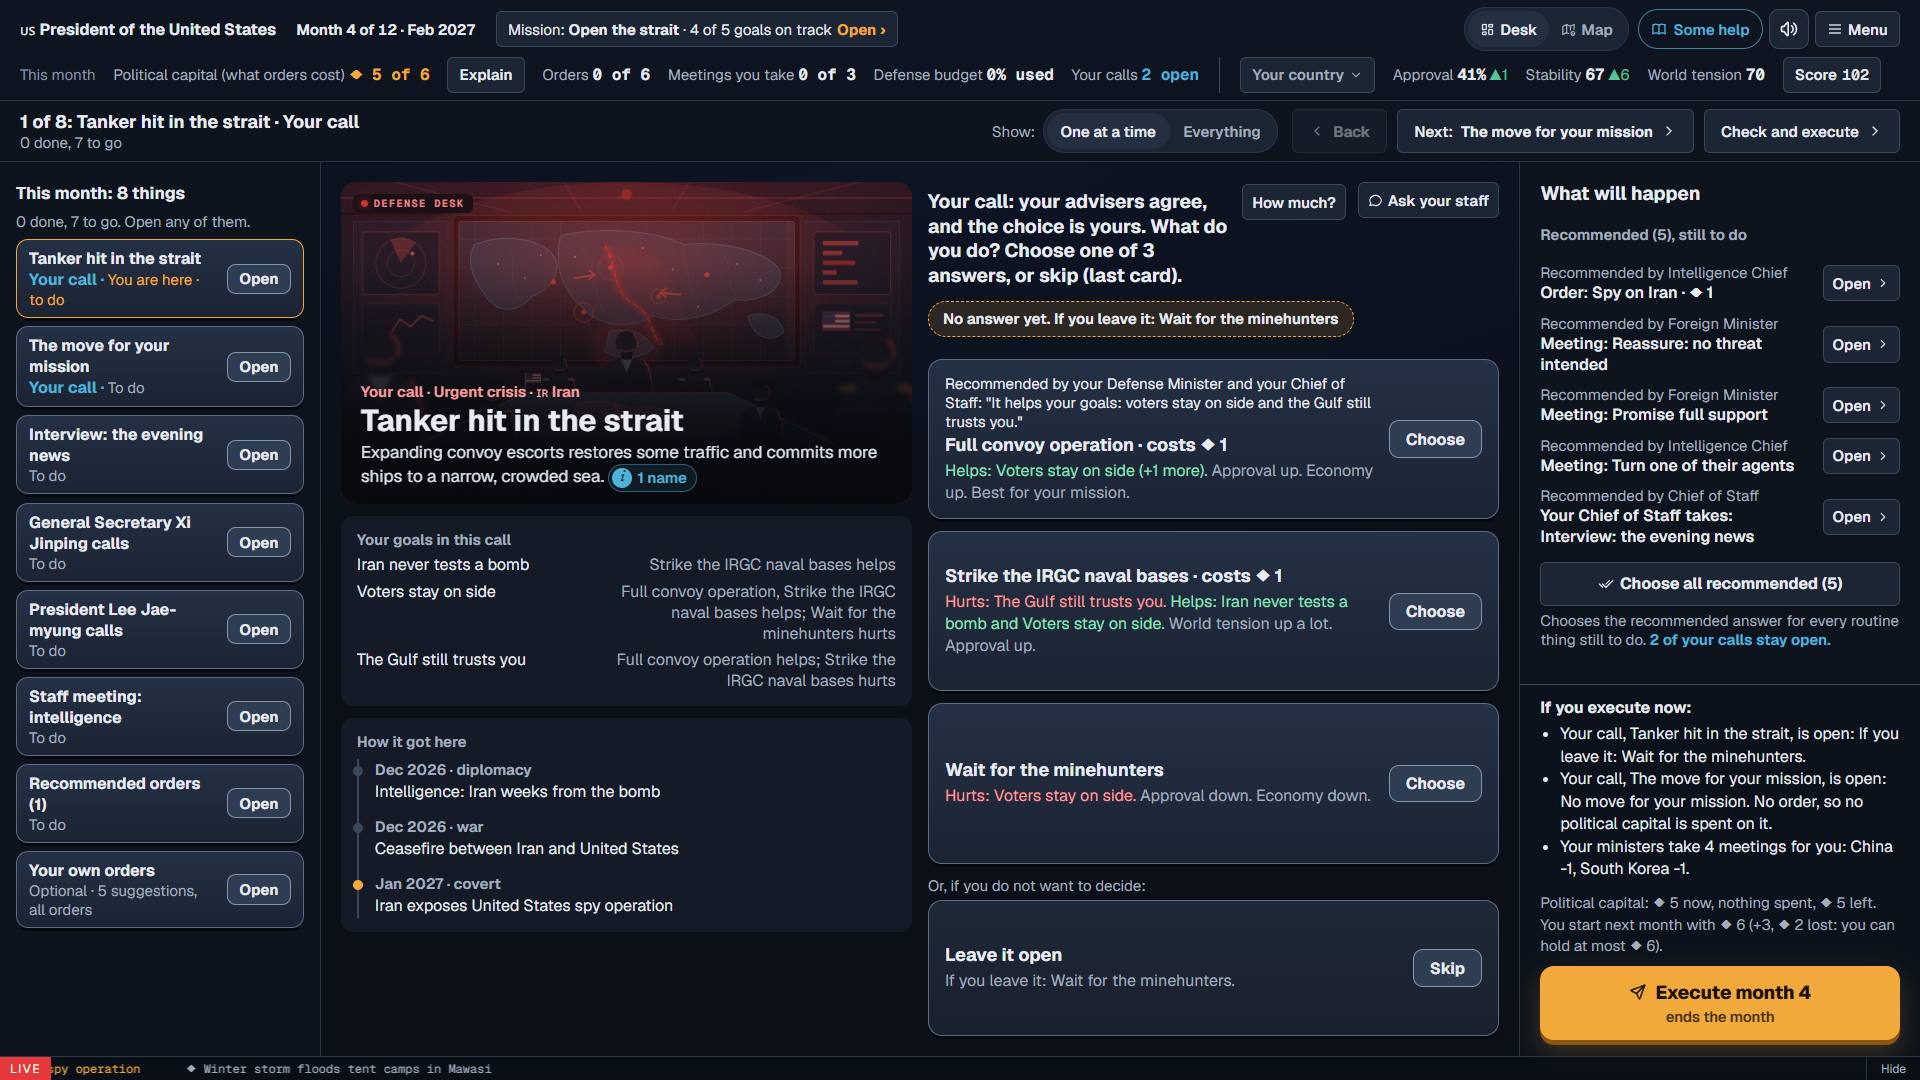 US President of the United States
Month 4 of 12 · Feb 2027
Mission: Open the strait · 4 of 5 goals on track Open ›
Desk
Map
Some help
Menu
This month
Political capital (what orders cost) ◆ 5 of 6
Explain
Orders 0 of 6
Meetings you take 0 of 3
Defense budget 0% used
Your calls 2 open
Your country
Approval 41% ▲1
Stability 67 ▲6
World tension 70
Score 102
1 of 8: Tanker hit in the strait · Your call
0 done, 7 to go
Show:
One at a time
Everything
Back
Next: The move for your mission
Check and execute
This month: 8 things
0 done, 7 to go. Open any of them.
Tanker hit in the strait
Your call · You are here ·
to do
Open
The move for your
mission
Your call · To do
Open
Interview: the evening
news
To do
Open
General Secretary Xi
Jinping calls
To do
Open
President Lee Jae-
myung calls
To do
Open
Staff meeting:
intelligence
To do
Open
Recommended orders
(1)
To do
Open
Your own orders
Optional · 5 suggestions,
all orders
Open
DEFENSE DESK
Your call · Urgent crisis · IR Iran
Tanker hit in the strait
Expanding convoy escorts restores some traffic and commits more
ships to a narrow, crowded sea. i 1 name
Your goals in this call
Iran never tests a bomb
Strike the IRGC naval bases helps
Voters stay on side
Full convoy operation, Strike the IRGC
naval bases helps; Wait for the
minehunters hurts
The Gulf still trusts you
Full convoy operation helps; Strike the
IRGC naval bases hurts
How it got here
Dec 2026 · diplomacy
Intelligence: Iran weeks from the bomb
Dec 2026 · war
Ceasefire between Iran and United States
Jan 2027 · covert
Iran exposes United States spy operation
Your call: your advisers agree,
and the choice is yours. What do
you do? Choose one of 3
answers, or skip (last card).
How much?
Ask your staff
No answer yet. If you leave it: Wait for the minehunters
Recommended by your Defense Minister and your Chief of
Staff: "It helps your goals: voters stay on side and the Gulf still
trusts you."
Full convoy operation · costs ◆ 1
Helps: Voters stay on side (+1 more). Approval up. Economy
up. Best for your mission.
Choose
Strike the IRGC naval bases · costs ◆ 1
Hurts: The Gulf still trusts you. Helps: Iran never tests a
bomb and Voters stay on side. World tension up a lot.
Approval up.
Choose
Wait for the minehunters
Hurts: Voters stay on side. Approval down. Economy down.
Choose
Or, if you do not want to decide:
Leave it open
If you leave it: Wait for the minehunters.
Skip
What will happen
Recommended (5), still to do
Recommended by Intelligence Chief
Order: Spy on Iran · ◆ 1
Open
Recommended by Foreign Minister
Meeting: Reassure: no threat
intended
Open
Recommended by Foreign Minister
Meeting: Promise full support
Open
Recommended by Intelligence Chief
Meeting: Turn one of their agents
Open
Recommended by Chief of Staff
Your Chief of Staff takes:
Interview: the evening news
Open
Choose all recommended (5)
Chooses the recommended answer for every routine
thing still to do. 2 of your calls stay open.
If you execute now:
• Your call, Tanker hit in the strait, is open: If you
leave it: Wait for the minehunters.
• Your call, The move for your mission, is open:
No move for your mission. No order, so no
political capital is spent on it.
• Your ministers take 4 meetings for you: China
-1, South Korea -1.
Political capital: ◆ 5 now, nothing spent, ◆ 5 left.
You start next month with ◆ 6 (+3, ◆ 2 lost: you can
hold at most ◆ 6).
Execute month 4
ends the month
LIVE
spy operation
◆ Winter storm floods tent camps in Mawasi
Hide